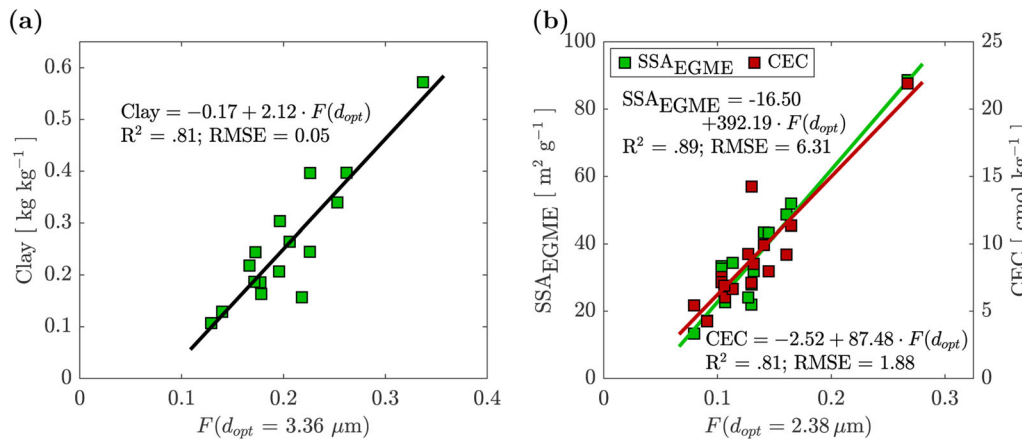 (a)
0.6
0.5
0.4
0.3
0.2
0.1
0
Clay [ kg kg⁻¹ ]
Clay = −0.17 + 2.12 · F(d_opt)
R² = .81; RMSE = 0.05
0 0.1 0.2 0.3 0.4
F(d_opt = 3.36 μm)
(b)
100
80
60
40
20
0
SSA_EGME [ m² g⁻¹ ]
SSA_EGME CEC
SSA_EGME = -16.50
+392.19 · F(d_opt)
R² = .89; RMSE = 6.31
CEC = −2.52 + 87.48 · F(d_opt)
R² = .81; RMSE = 1.88
25
20
15
10
5
0
CEC [ cmol kg⁻¹ ]
0 0.1 0.2 0.3
F(d_opt = 2.38 μm)